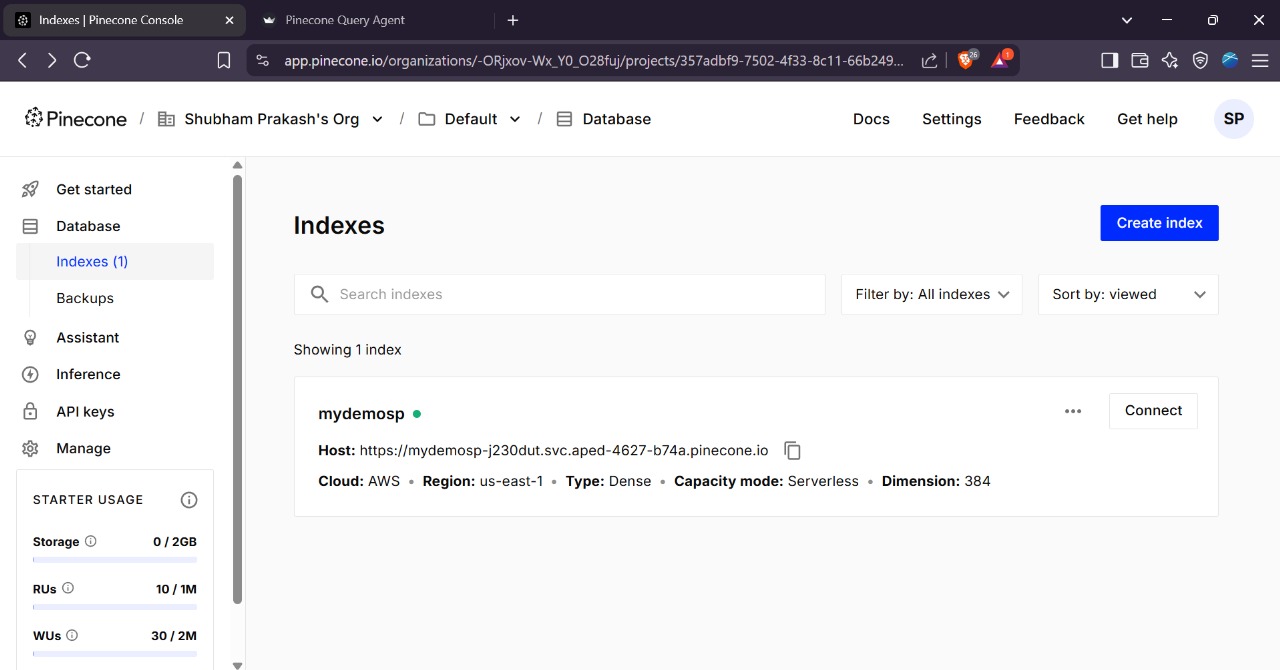 Indexes | Pinecone Console
Pinecone Query Agent
app.pinecone.io/organizations/-ORjxov-Wx_Y0_O28fuj/projects/357adbf9-7502-4f33-8c11-66b249...
26
1
Pinecone / Shubham Prakash's Org / Default / Database
Docs Settings Feedback Get help SP
Get started
Database
Indexes (1)
Backups
Assistant
Inference
API keys
Manage
STARTER USAGE
Storage 0 / 2GB
RUs 10 / 1M
WUs 30 / 2M
Indexes
Create index
Search indexes
Filter by: All indexes
Sort by: viewed
Showing 1 index
mydemosp
Connect
Host: https://mydemosp-j230dut.svc.aped-4627-b74a.pinecone.io
Cloud: AWS • Region: us-east-1 • Type: Dense • Capacity mode: Serverless • Dimension: 384